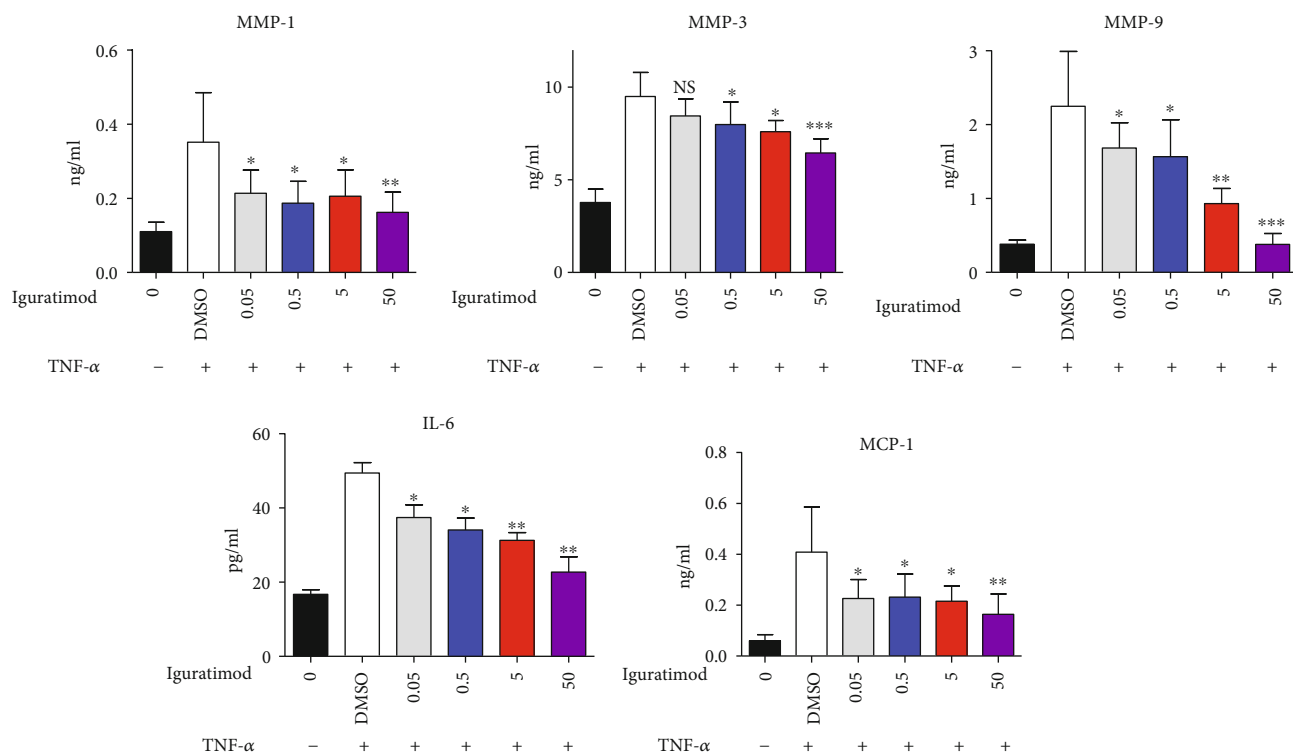 MMP-1
0.6
0.4
0.2
0.0
ng/ml
* * * **
Iguratimod 0 DMSO 0.05 0.5 5 50
TNF-α − + + + + +
MMP-3
10
5
0
ng/ml
NS * * ***
Iguratimod 0 DMSO 0.05 0.5 5 50
TNF-α − + + + + +
MMP-9
3
2
1
0
ng/ml
* * ** ***
Iguratimod 0 DMSO 0.05 0.5 5 50
TNF-α − + + + + +
IL-6
60
40
20
0
pg/ml
* * ** **
Iguratimod 0 DMSO 0.05 0.5 5 50
TNF-α − + + + + +
MCP-1
0.8
0.6
0.4
0.2
0.0
ng/ml
* * * **
Iguratimod 0 DMSO 0.05 0.5 5 50
TNF-α − + + + + +